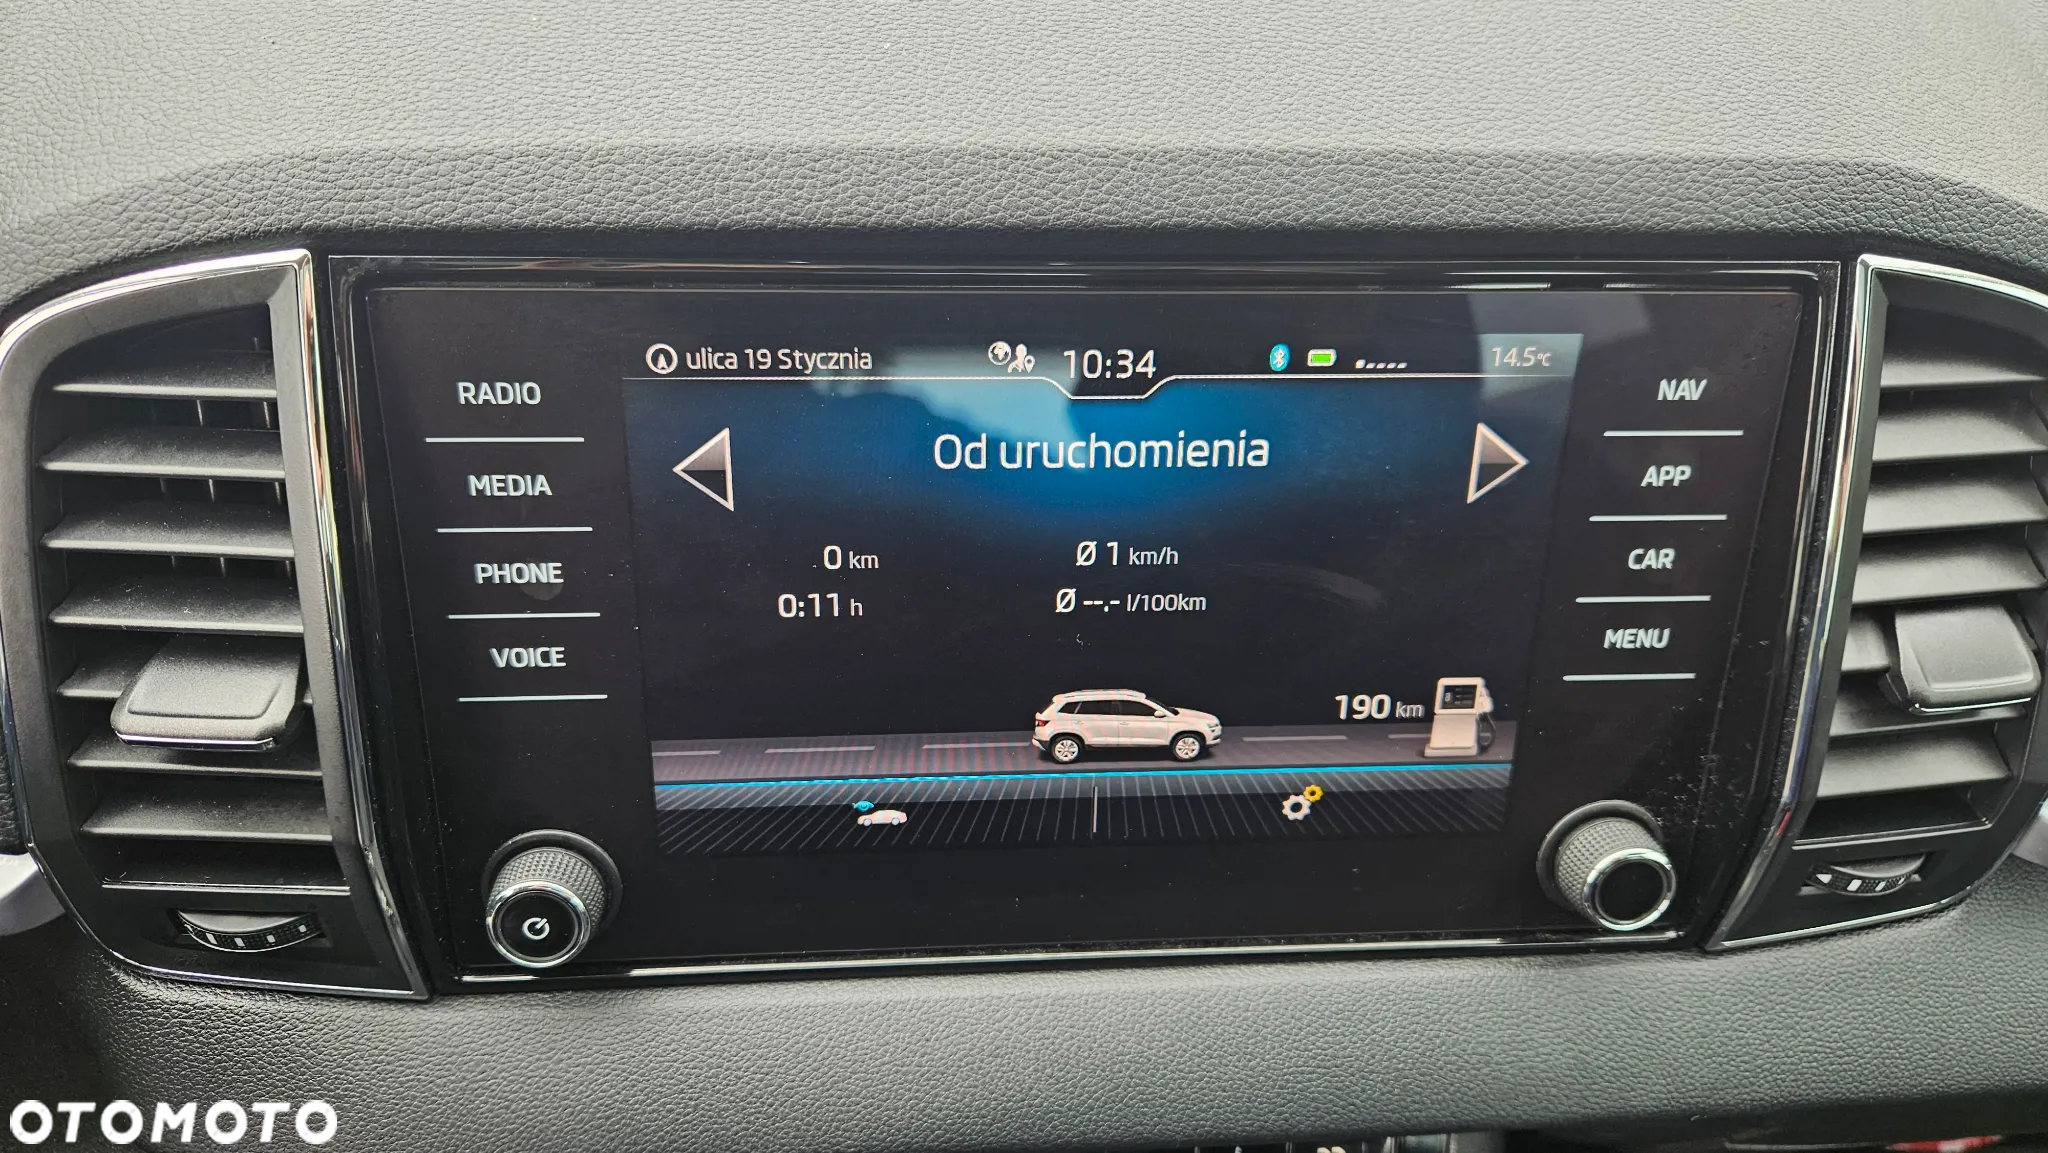 ulica 19 Stycznia
10:34
14.5°C
RADIO
MEDIA
PHONE
VOICE
Od uruchomienia
0 km
Ø 1 km/h
0:11 h
Ø --.- l/100km
190 km
NAV
APP
CAR
MENU
OTOMOTO